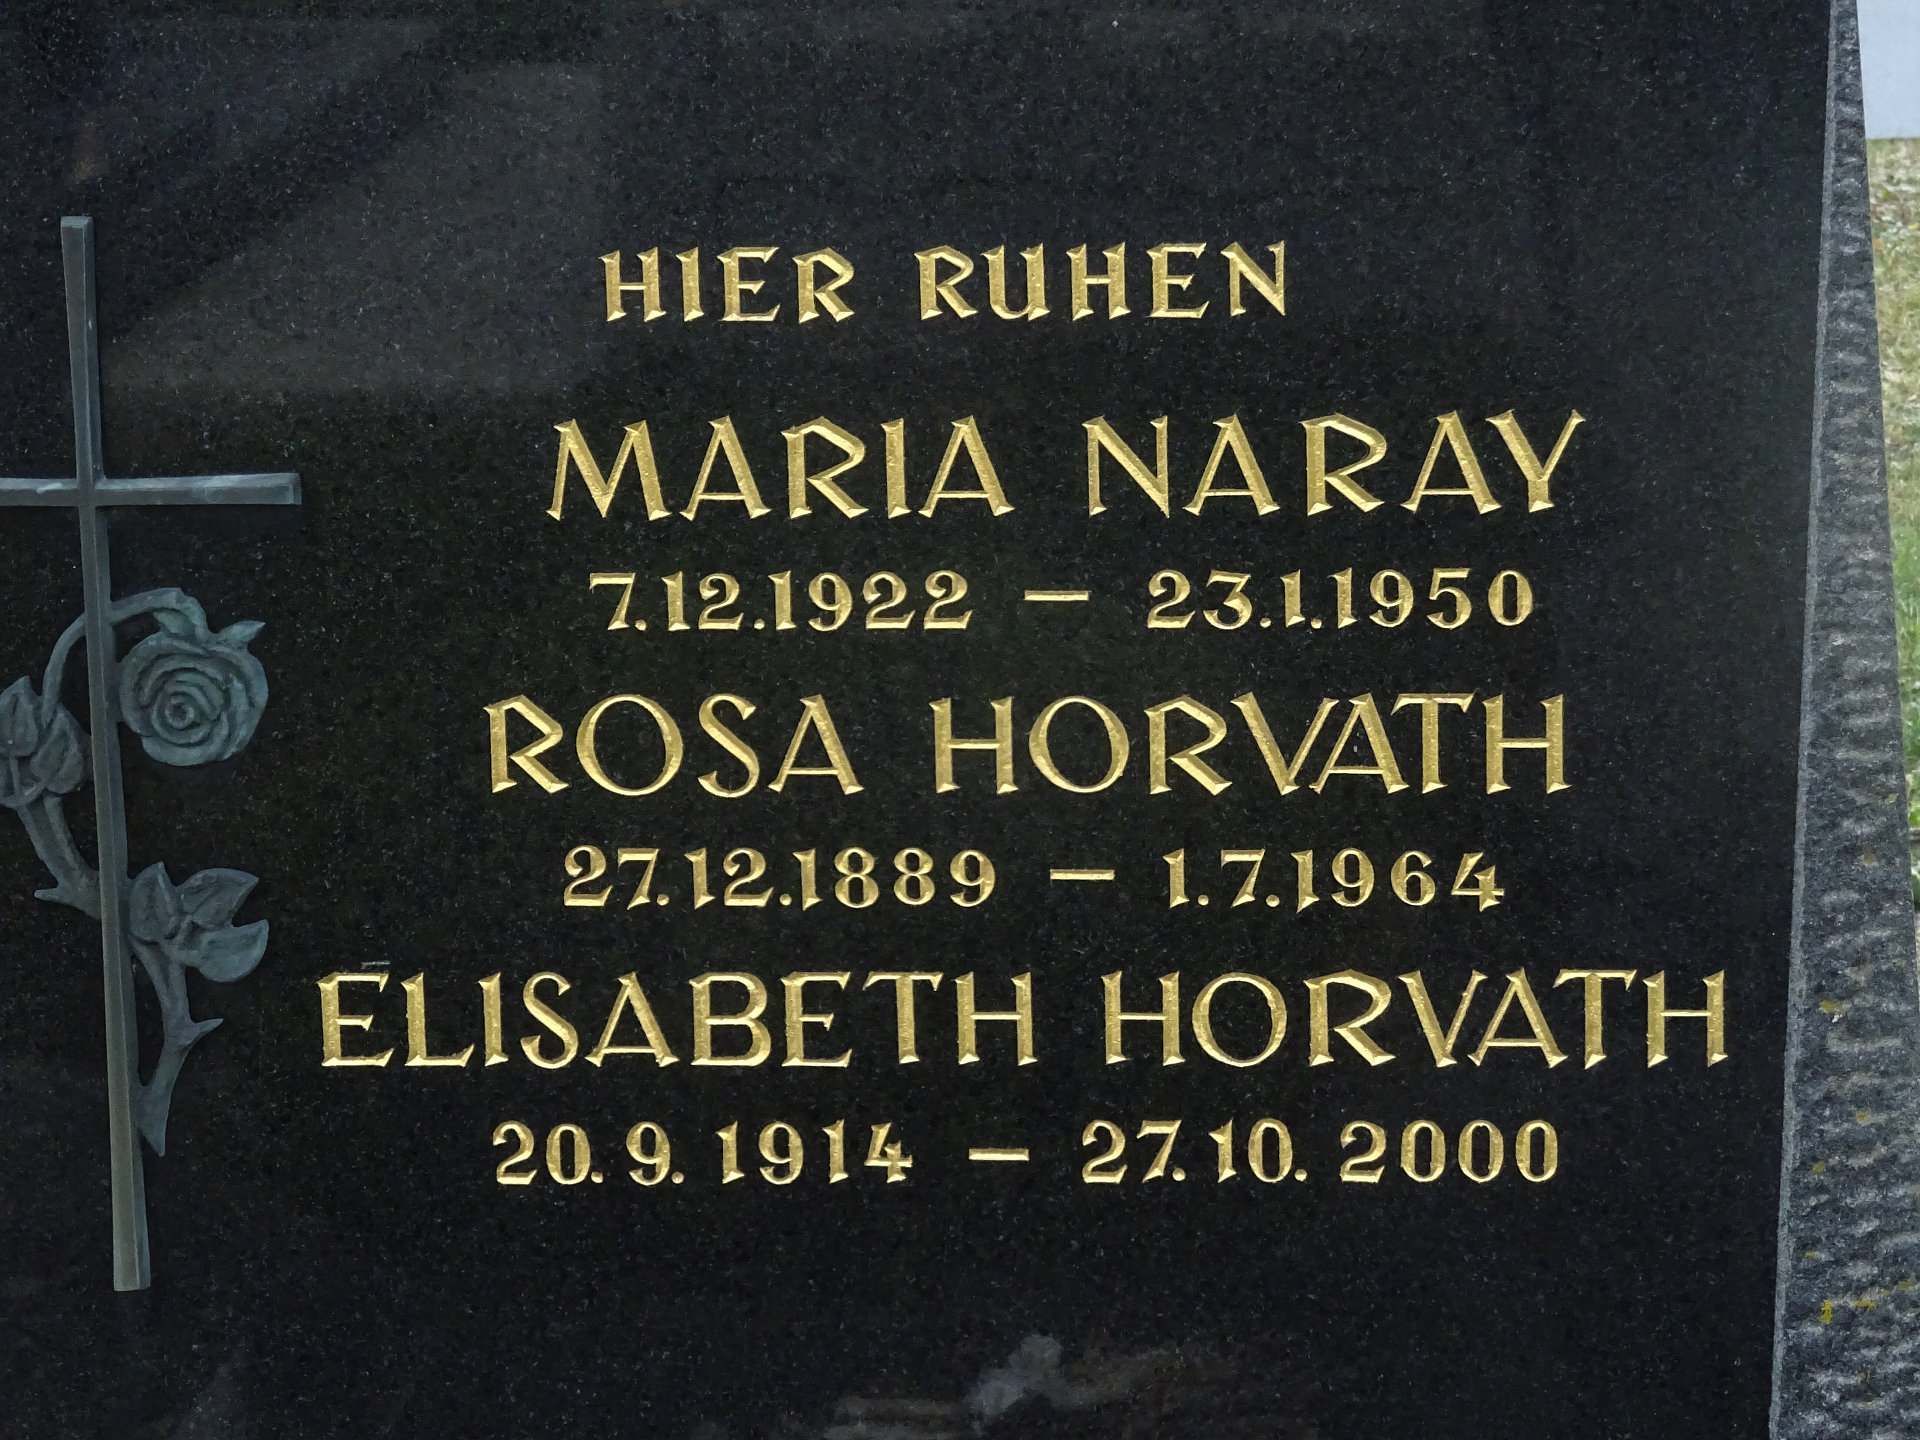 HIER RUHEN
MARIA NARAY
7.12.1922 – 23.1.1950
ROSA HORVATH
27.12.1889 – 1.7.1964
ELISABETH HORVATH
20.9.1914 – 27.10.2000